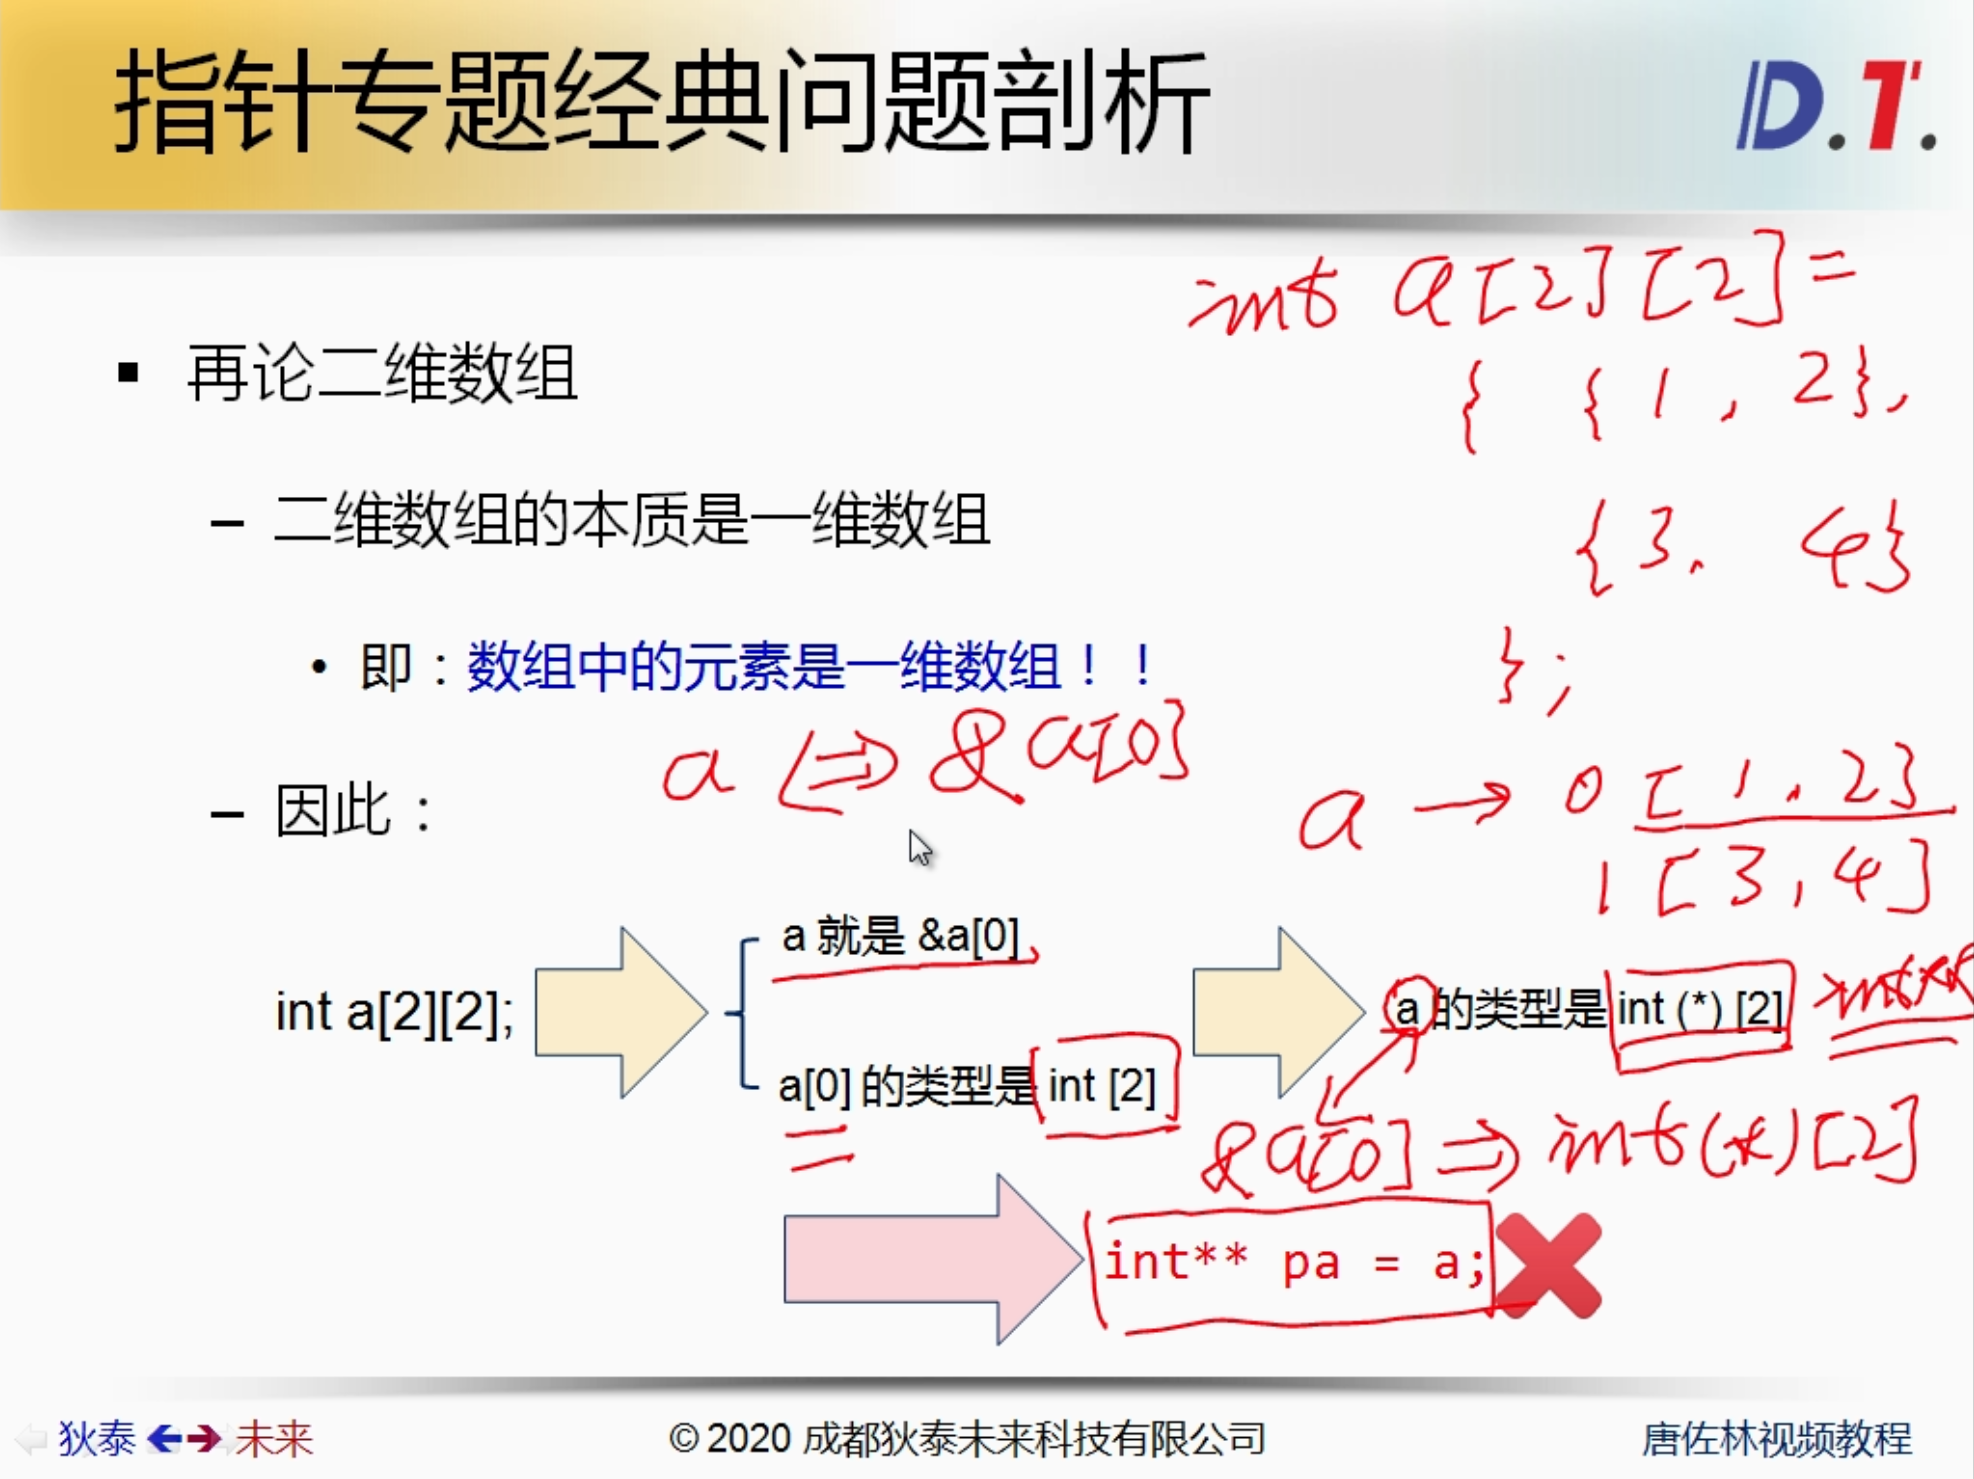 指针专题经典问题剖析
D.T.
int a[2][2]=
▪ 再论二维数组
{ {1, 2},
– 二维数组的本质是一维数组
{3, 4}
• 即：数组中的元素是一维数组！！
};
a <=> &a[0]
– 因此：
a → 0 [1, 2]
1 [3, 4]
a 就是 &a[0],
int a[2][2];
a 的类型是 int (*) [2]
int**
a[0] 的类型是 int [2]
&a[0] => int(*)[2]
int** pa = a;
狄泰 未来
© 2020 成都狄泰未来科技有限公司
唐佐林视频教程